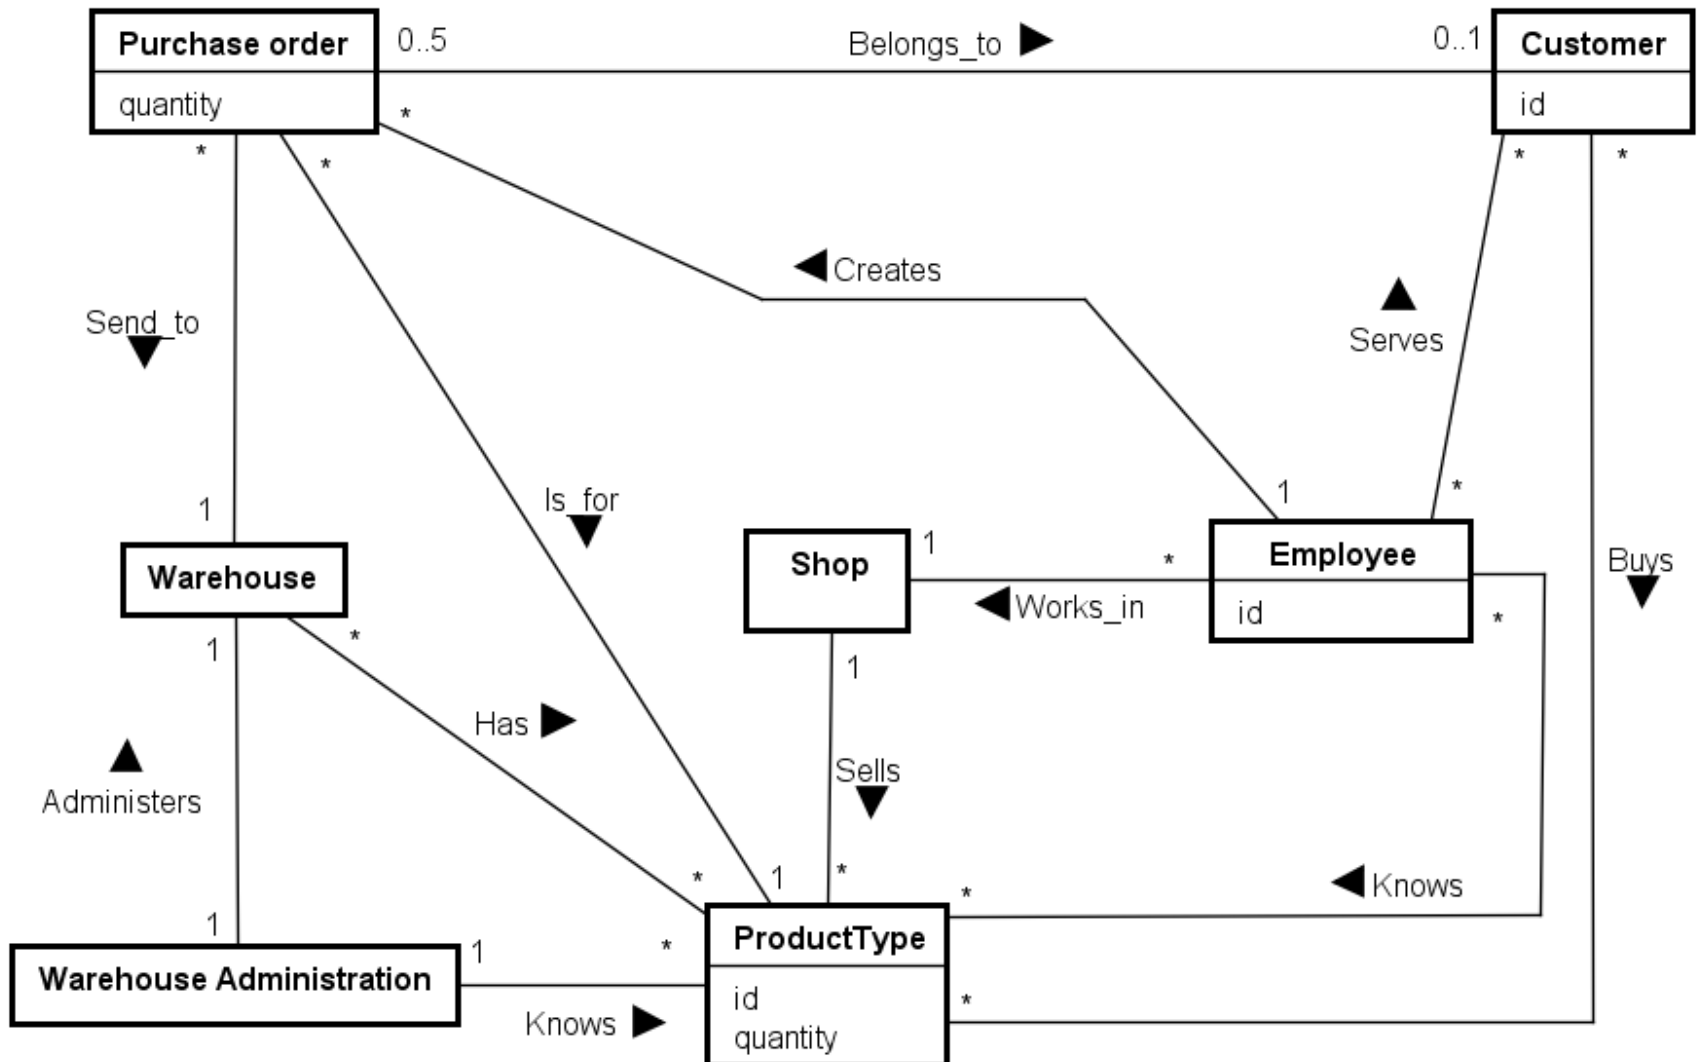 Purchase order
0..5
Belongs_to
0..1
Customer
quantity
*
id
*
*
*
*
Creates
Send_to
Serves
1
Is_for
1
*
1
Shop
*
Employee
Buys
Warehouse
Works_in
id
*
1
*
1
Has
Sells
Administers
*
1
*
*
Knows
1
1
*
ProductType
*
Warehouse Administration
id
*
Knows
quantity